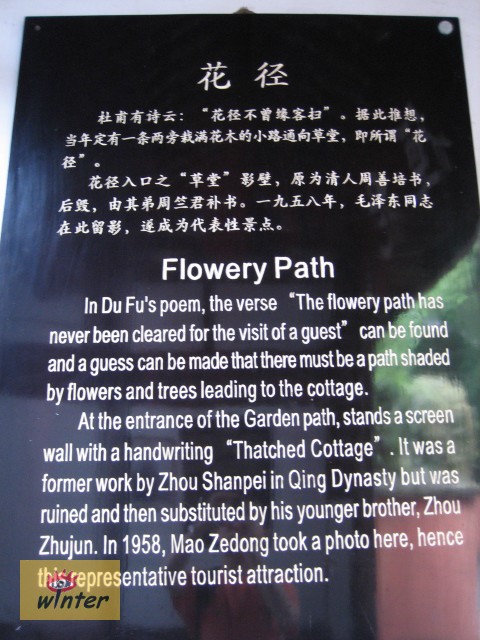 花径
杜甫有詩云：“花径不曾缘客扫”。据此推想，
当年定有一条两旁栽满花木的小路通向草堂，即所谓“花
径”。
花径入口之“草堂”影壁，原为清人周善培书，
后毁，由其弟周竺君补书。一九五八年，毛泽东同志
在此留影，遂成为代表性景点。
Flowery Path
In Du Fu's poem, the verse “The flowery path has
never been cleared for the visit of a guest” can be found
and a guess can be made that there must be a path shaded
by flowers and trees leading to the cottage.
At the entrance of the Garden path, stands a screen
wall with a handwriting “Thatched Cottage”. It was a
former work by Zhou Shanpei in Qing Dynasty but was
ruined and then substituted by his younger brother, Zhou
Zhujun. In 1958, Mao Zedong took a photo here, hence
this representative tourist attraction.
winter